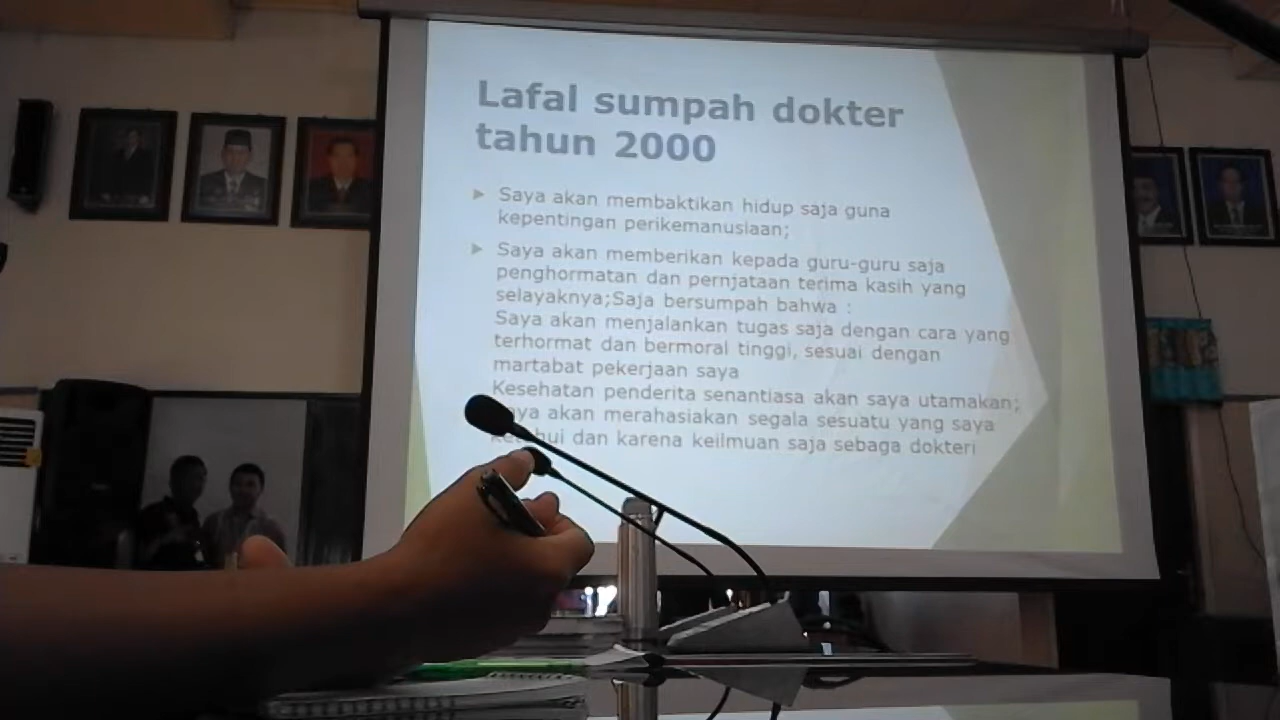 Lafal sumpah dokter
tahun 2000
Saya akan membaktikan hidup saja guna
kepentingan perikemanusiaan;
Saya akan memberikan kepada guru-guru saja
penghormatan dan pernjataan terima kasih yang
selayaknya;Saja bersumpah bahwa :
Saya akan menjalankan tugas saja dengan cara yang
terhormat dan bermoral tinggi, sesuai dengan
martabat pekerjaan saya
Kesehatan penderita senantiasa akan saya utamakan;
akan merahasiakan segala sesuatu yang saya
dan karena keilmuan saja sebaga dokteri